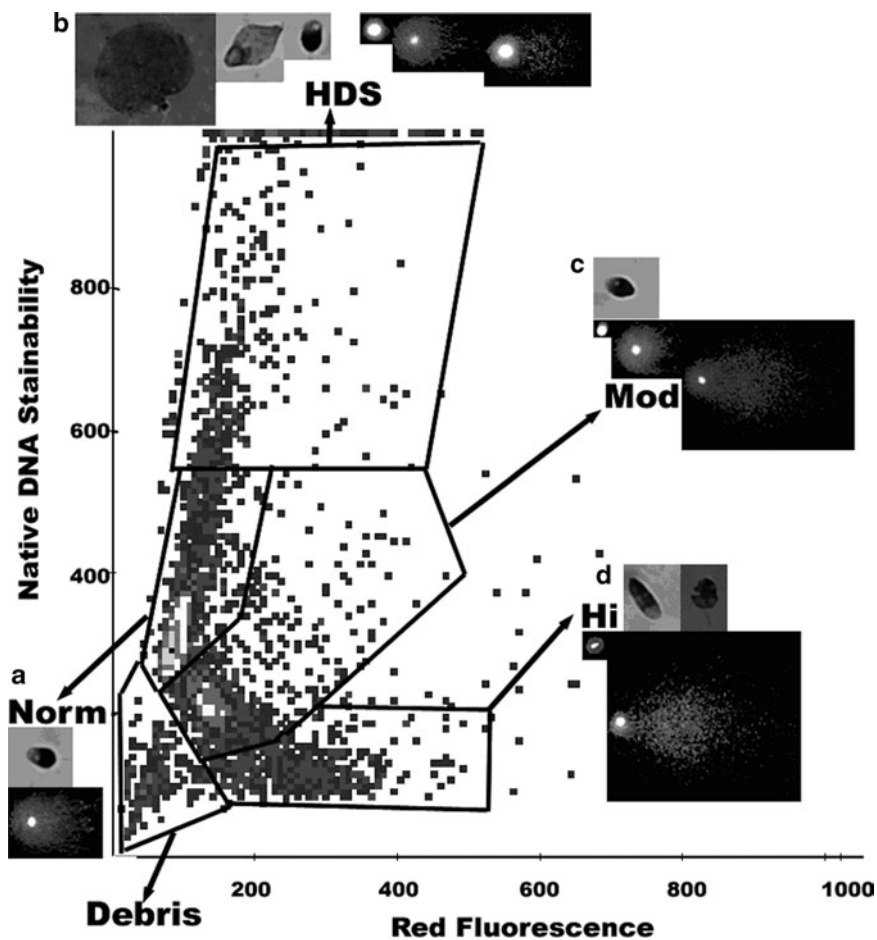 b
HDS
800
c
Mod
600
Native DNA Stainability
400
d
Hi
a
Norm
Debris
200
400
600
800
1000
Red Fluorescence